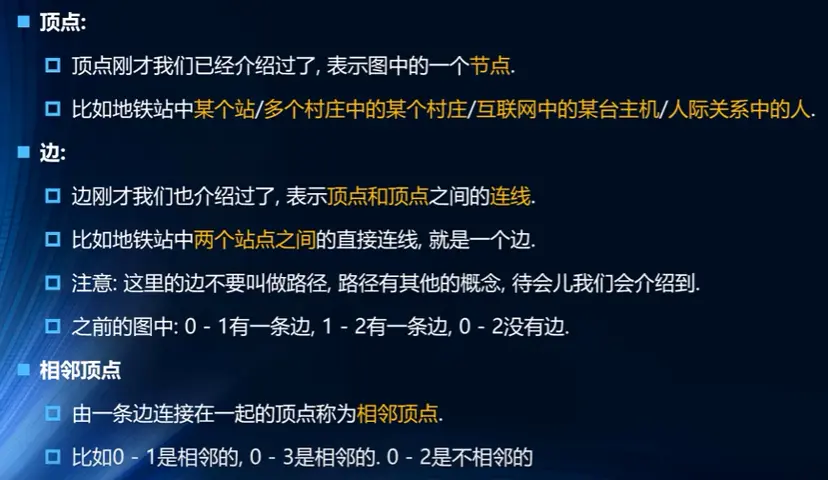 顶点:
顶点刚才我们已经介绍过了, 表示图中的一个节点.
比如地铁站中某个站/多个村庄中的某个村庄/互联网中的某台主机/人际关系中的人.
边:
边刚才我们也介绍过了, 表示顶点和顶点之间的连线.
比如地铁站中两个站点之间的直接连线, 就是一个边.
注意: 这里的边不要叫做路径, 路径有其他的概念, 待会儿我们会介绍到.
之前的图中: 0 - 1有一条边, 1 - 2有一条边, 0 - 2没有边.
相邻顶点
由一条边连接在一起的顶点称为相邻顶点.
比如0 - 1是相邻的, 0 - 3是相邻的. 0 - 2是不相邻的